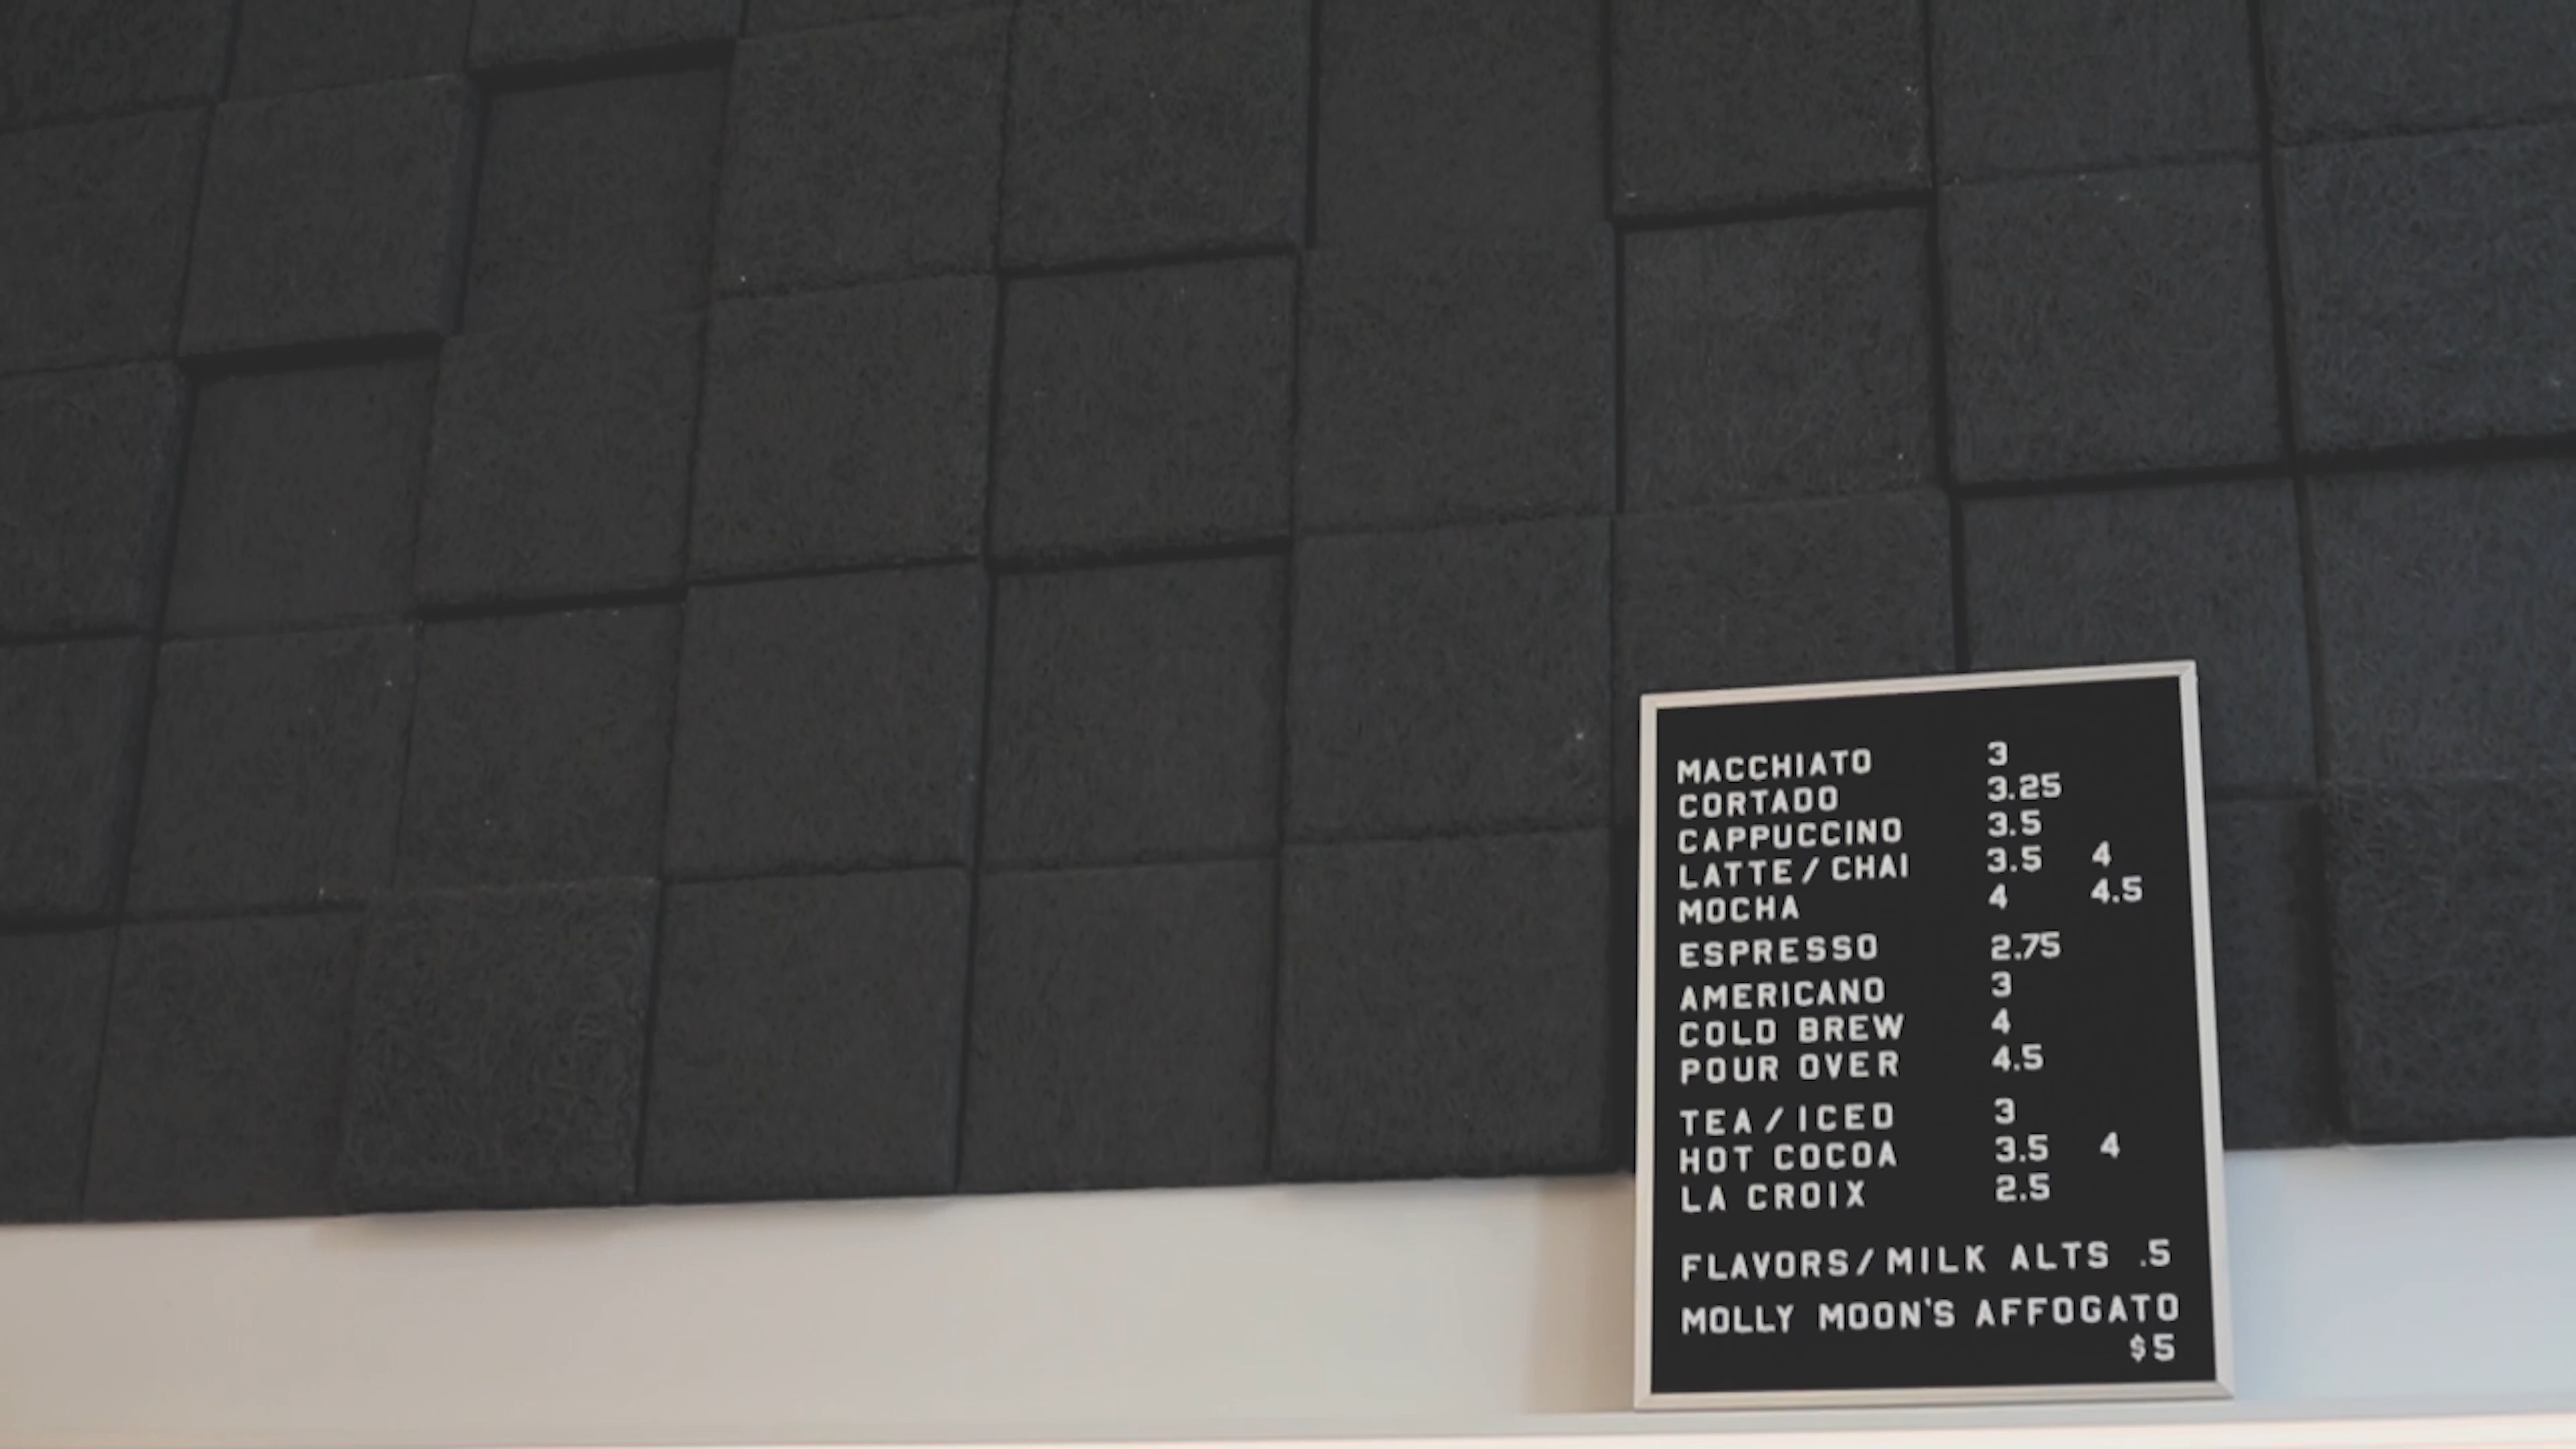 MACCHIATO 3
CORTADO 3.25
CAPPUCCINO 3.5
LATTE/CHAI 3.5 4
MOCHA 4 4.5
ESPRESSO 2.75
AMERICANO 3
COLD BREW 4
POUR OVER 4.5
TEA/ICED 3
HOT COCOA 3.5 4
LA CROIX 2.5
FLAVORS/MILK ALTS .5
MOLLY MOON'S AFFOGATO
$5